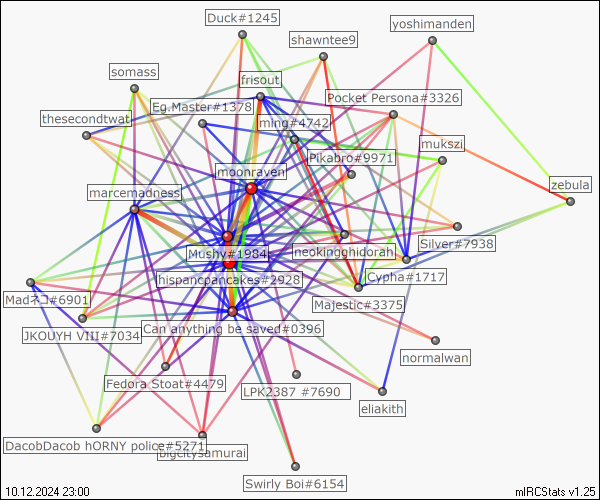 Duck#1245
yoshimanden
shawntee9
somass
frisout
Eg.Master#1378
Pocket Persona#3326
thesecondtwat
ming#4742
mukszi
Pikabro#9971
moonraven
zebula
marcemadness
Silver#7938
Mushy#1984
neokingghidorah
Cypha#1717
hispancpancakes#2928
Madネコ#6901
Majestic#3375
Can anything be saved#0396
JKOUYH VIII#7034
normalwan
Fedora Stoat#4479
LPK2387 #7690
eliakith
DacobDacob hORNY police#5271
bigcitysamurai
Swirly Boi#6154
10.12.2024 23:00
mIRCStats v1.25